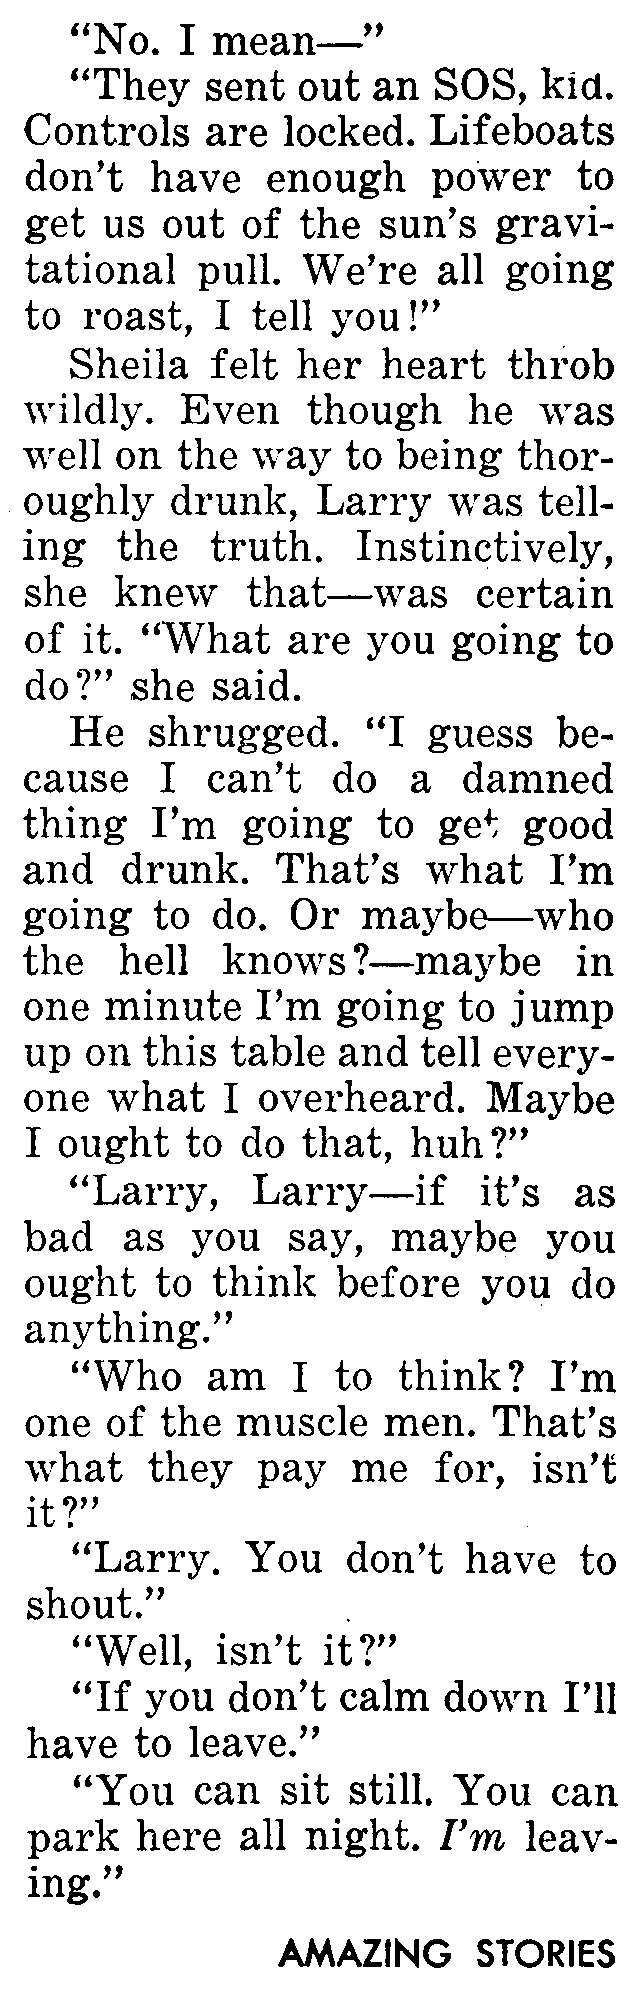 “No. I mean—”
“They sent out an SOS, kid.
Controls are locked. Lifeboats
don’t have enough power to
get us out of the sun’s gravi-
tational pull. We’re all going
to roast, I tell you!”
Sheila felt her heart throb
wildly. Even though he was
well on the way to being thor-
oughly drunk, Larry was tell-
ing the truth. Instinctively,
she knew that—was certain
of it. “What are you going to
do?” she said.
He shrugged. “I guess be-
cause I can’t do a damned
thing I’m going to get good
and drunk. That’s what I’m
going to do. Or maybe—who
the hell knows?—maybe in
one minute I’m going to jump
up on this table and tell every-
one what I overheard. Maybe
I ought to do that, huh?”
“Larry, Larry—if it’s as
bad as you say, maybe you
ought to think before you do
anything.”
“Who am I to think? I’m
one of the muscle men. That’s
what they pay me for, isn’t
it?”
“Larry. You don’t have to
shout.”
“Well, isn’t it?”
“If you don’t calm down I’ll
have to leave.”
“You can sit still. You can
park here all night. I’m leav-
ing.”
AMAZING STORIES